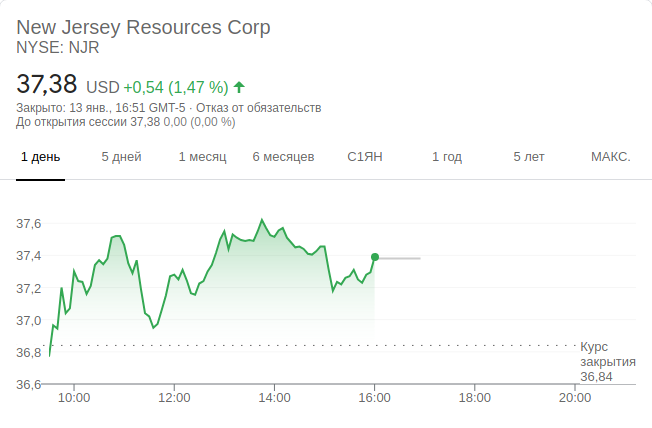 New Jersey Resources Corp
NYSE: NJR
37,38 USD +0,54 (1,47 %)
Закрыто: 13 янв., 16:51 GMT-5 · Отказ от обязательств
До открытия сессии 37,38 0,00 (0,00 %)
1 день 5 дней 1 месяц 6 месяцев С1ЯН 1 год 5 лет МАКС.
37,6
37,4
37,2
37,0
36,8
36,6
Курс
закрытия
36,84
10:00 12:00 14:00 16:00 18:00 20:00